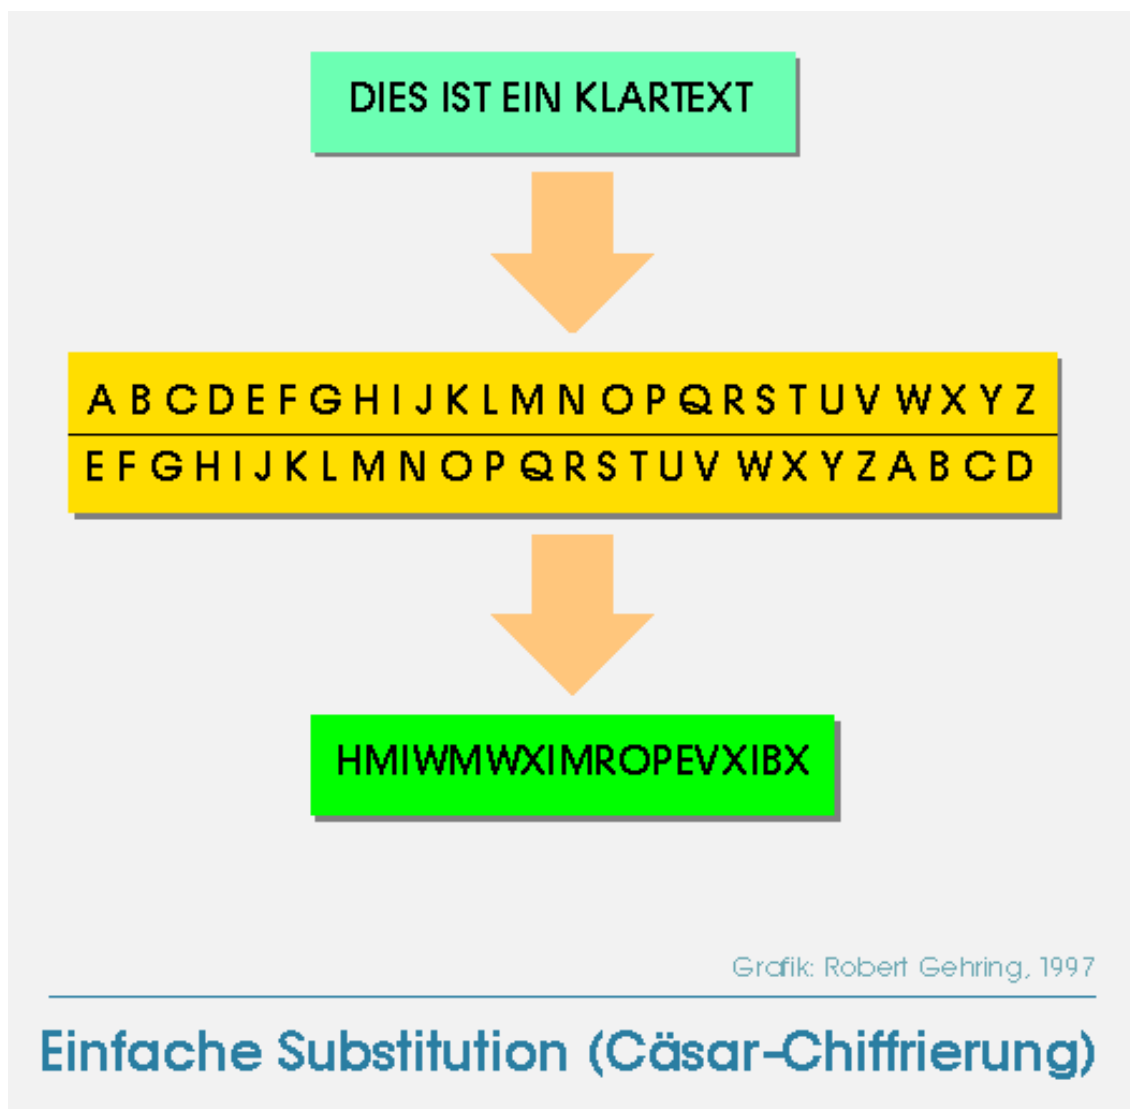 DIES IST EIN KLARTEXT
A B C D E F G H I J K L M N O P Q R S T U V W X Y Z
E F G H I J K L M N O P Q R S T U V W X Y Z A B C D
HMIWMWXIMROPEVXIBX
Grafik: Robert Gehring, 1997
Einfache Substitution (Cäsar-Chiffrierung)